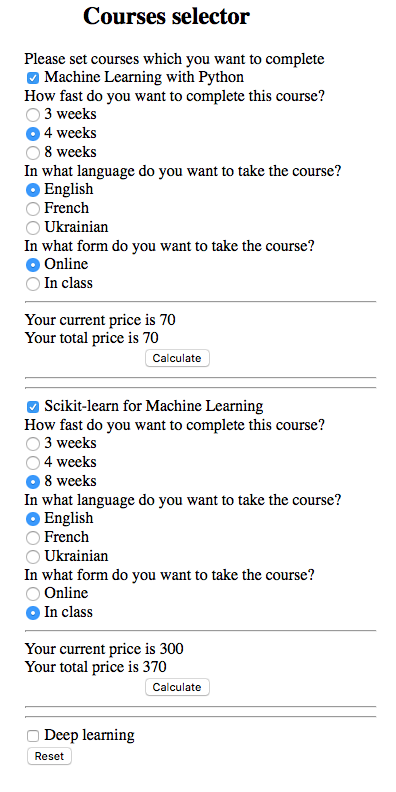 Courses selector
Please set courses which you want to complete
Machine Learning with Python
How fast do you want to complete this course?
3 weeks
4 weeks
8 weeks
In what language do you want to take the course?
English
French
Ukrainian
In what form do you want to take the course?
Online
In class
Your current price is 70
Your total price is 70
Calculate
Scikit-learn for Machine Learning
How fast do you want to complete this course?
3 weeks
4 weeks
8 weeks
In what language do you want to take the course?
English
French
Ukrainian
In what form do you want to take the course?
Online
In class
Your current price is 300
Your total price is 370
Calculate
Deep learning
Reset